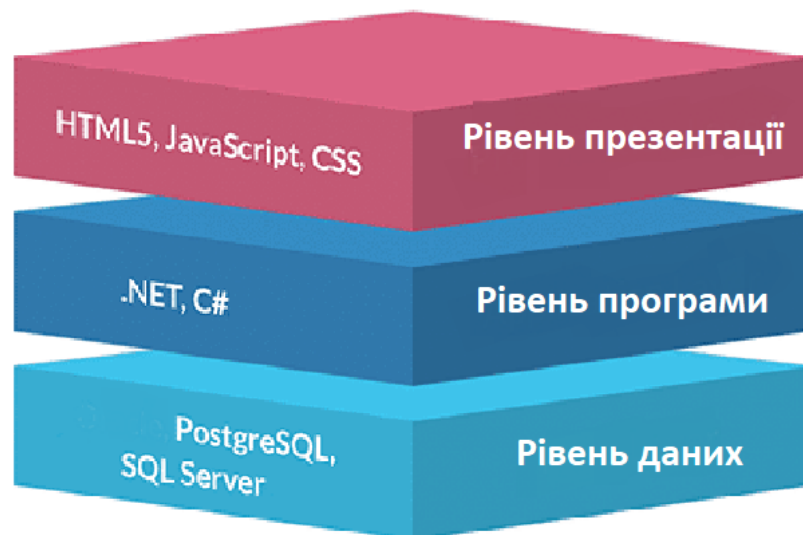 HTML5, JavaScript, CSS
Рівень презентації
.NET, C#
Рівень програми
PostgreSQL,
SQL Server
Рівень даних